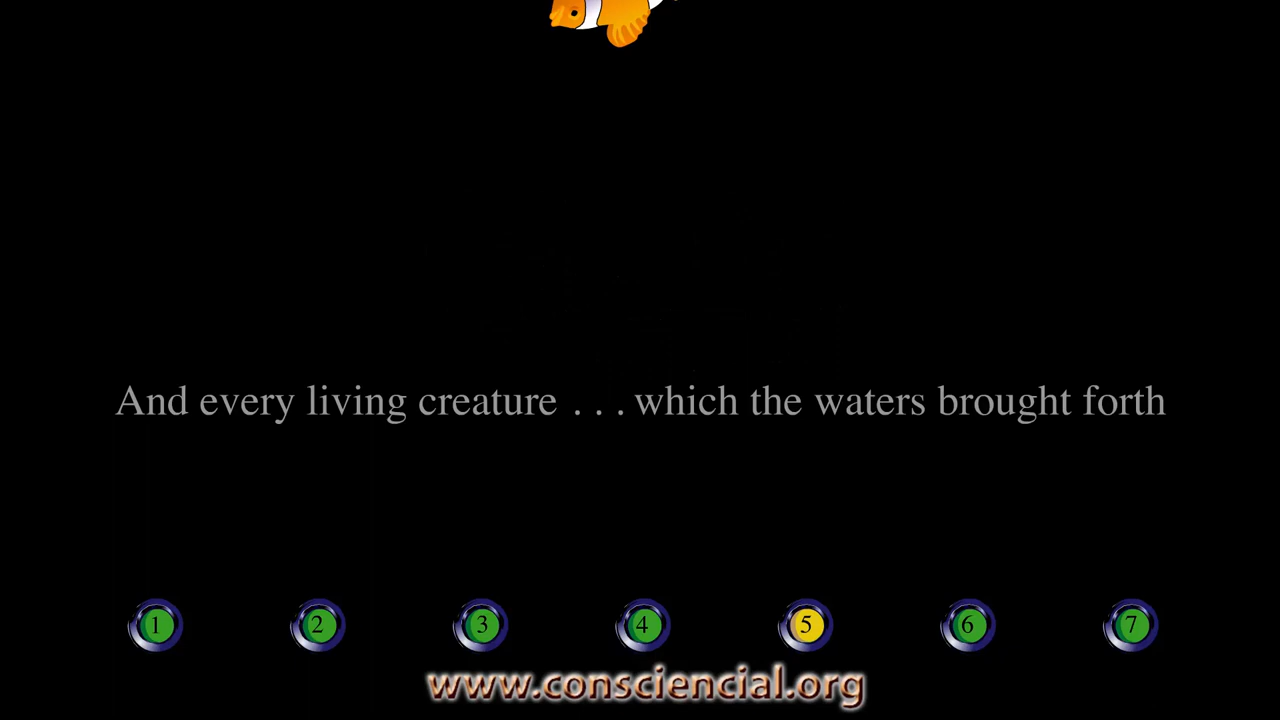 And every living creature . . . which the waters brought forth
1 2 3 4 5 6 7
www.consciencial.org